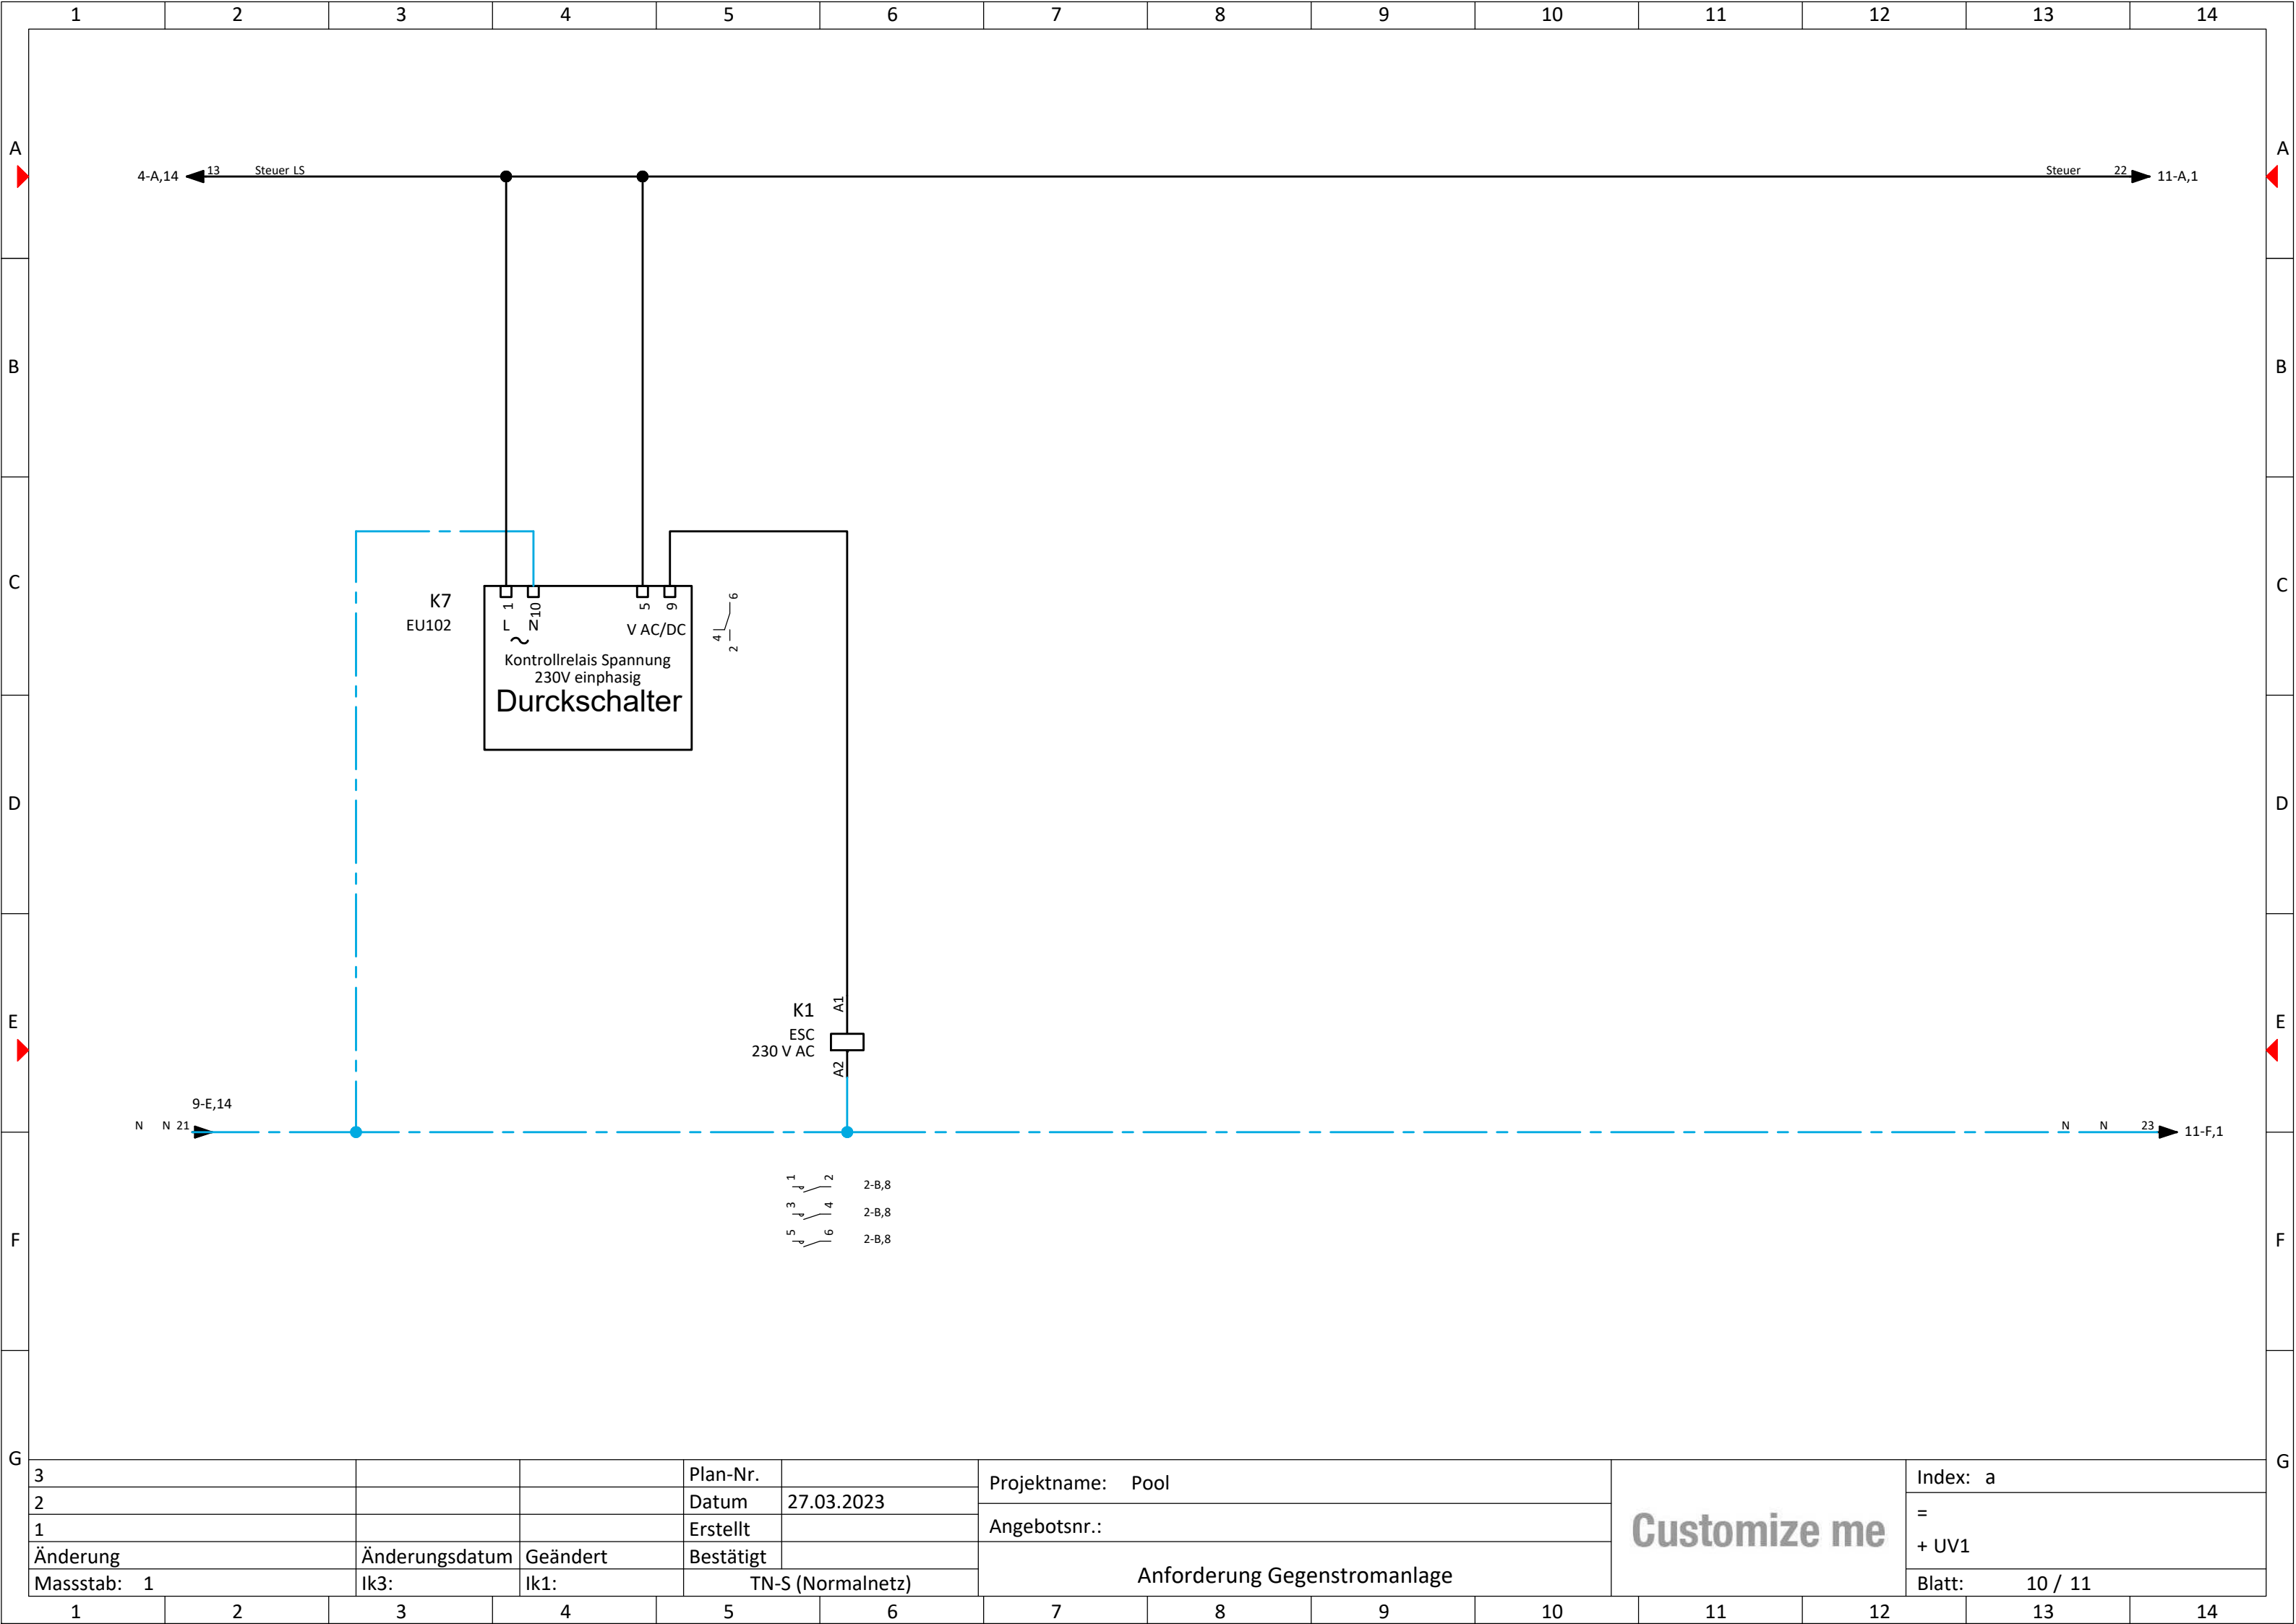 1 2 3 4 5 6 7 8 9 10 11 12 13 14
A A
4-A,14 13 Steuer LS Steuer 22 11-A,1
B B
C C
K7
EU102
1 10 5 9
L N V AC/DC
6
4
2
Kontrollrelais Spannung
230V einphasig
Durckschalter
D D
E E
K1 A1
ESC
230 V AC
A2
9-E,14
N N 21 N N 23 11-F,1
1 2 2-B,8
3 4 2-B,8
5 6 2-B,8
F F
G G
3 Plan-Nr.
2 Datum 27.03.2023
1 Erstellt
Änderung Änderungsdatum Geändert Bestätigt
Massstab: 1 Ik3: Ik1: TN-S (Normalnetz)
Projektname: Pool
Angebotsnr.:
Anforderung Gegenstromanlage
Customize me
Index: a
=
+ UV1
Blatt: 10 / 11
1 2 3 4 5 6 7 8 9 10 11 12 13 14